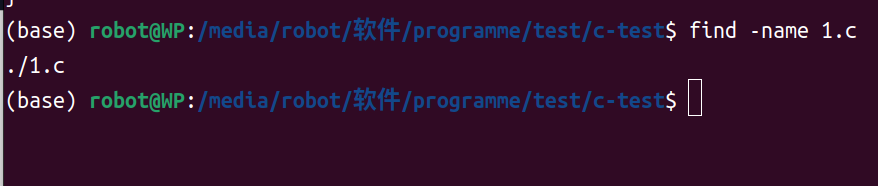 (base) robot@WP:/media/robot/软件/programme/test/c-test$ find -name 1.c
./1.c
(base) robot@WP:/media/robot/软件/programme/test/c-test$